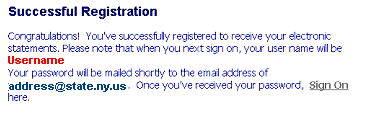 Successful Registration
Congratulations! You've successfully registered to receive your electronic
statements. Please note that when you next sign on, your user name will be
Username
Your password will be mailed shortly to the email address of
address@state.ny.us. Once you've received your password, Sign On
here.